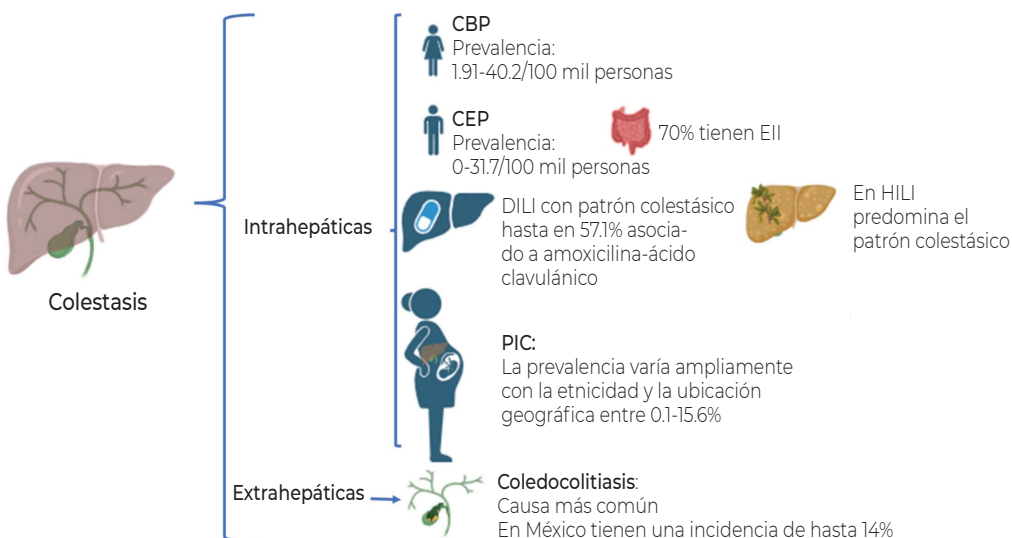 Colestasis
Intrahepáticas
CBP
Prevalencia:
1.91-40.2/100 mil personas
CEP
Prevalencia:
0-31.7/100 mil personas
70% tienen EII
DILI con patrón colestásico
hasta en 57.1% asocia-
do a amoxicilina-ácido
clavulánico
En HILI
predomina el
patrón colestásico
PIC:
La prevalencia varía ampliamente
con la etnicidad y la ubicación
geográfica entre 0.1-15.6%
Extrahepáticas
Coledocolitiasis:
Causa más común
En México tienen una incidencia de hasta 14%